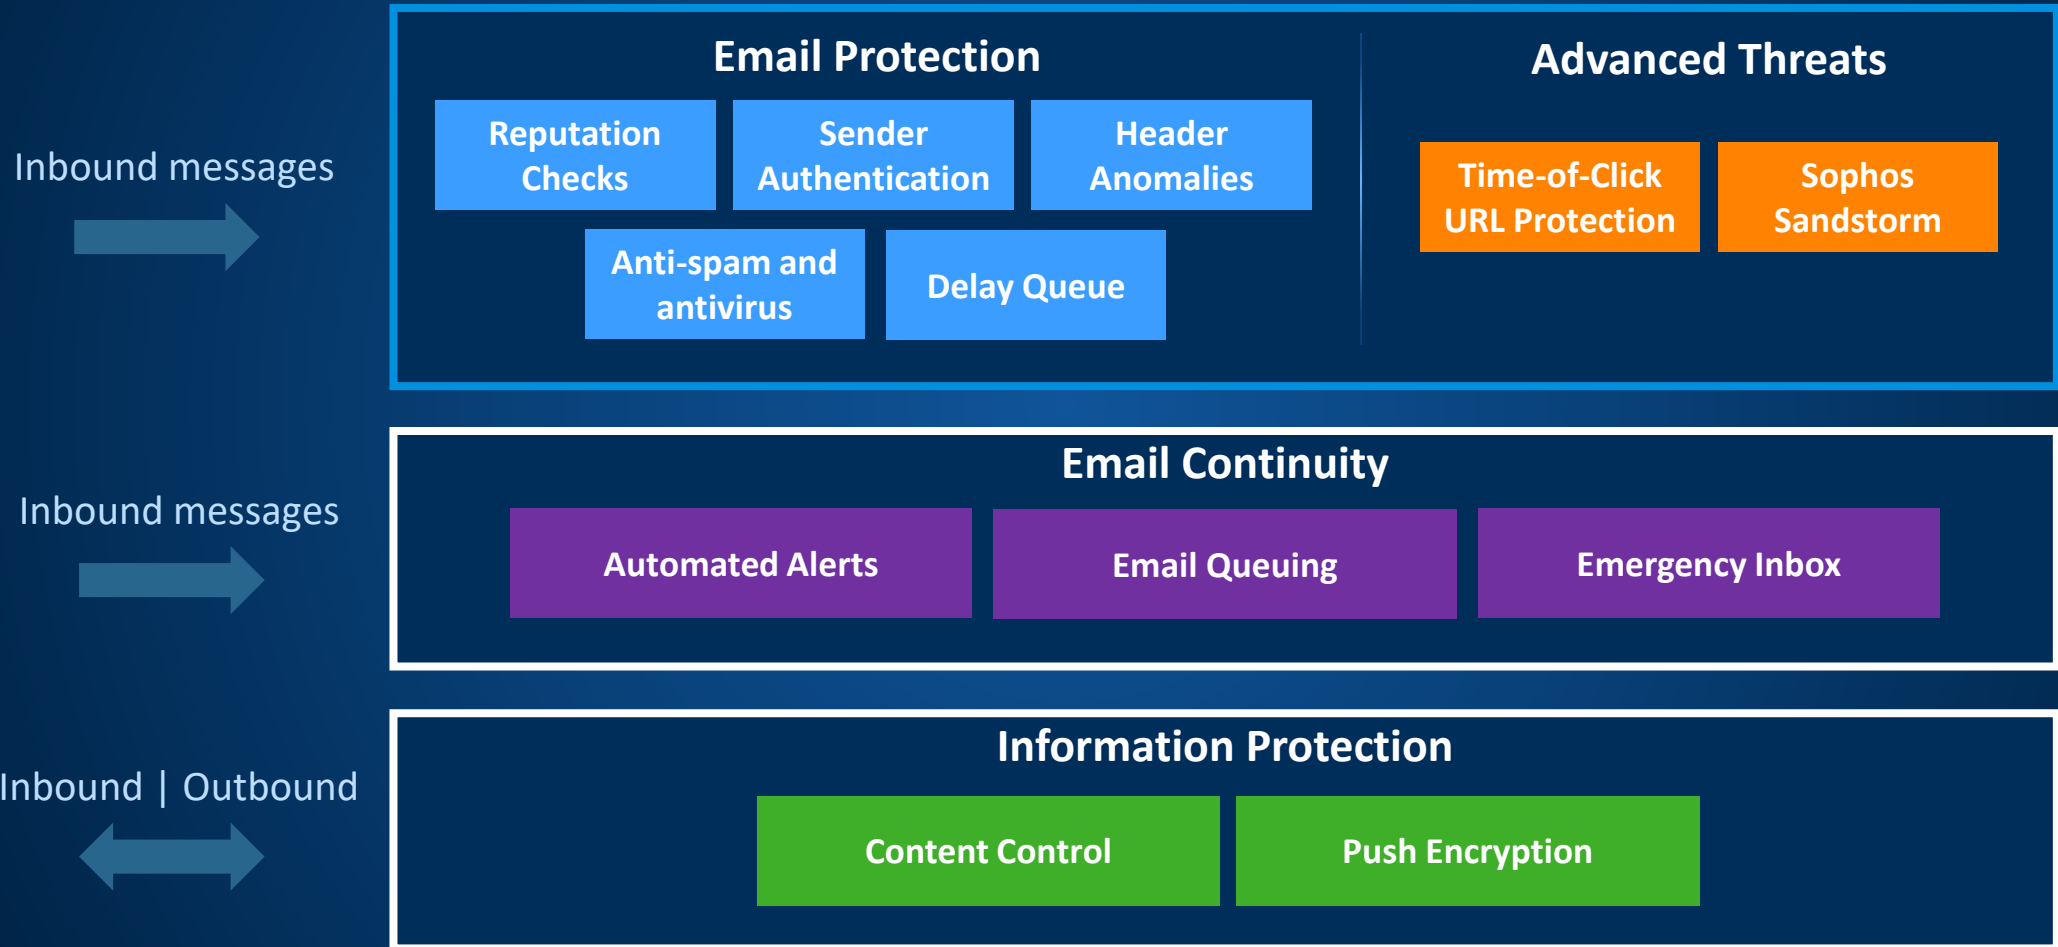 Inbound messages
Email Protection
Reputation
Checks
Sender
Authentication
Header
Anomalies
Anti-spam and
antivirus
Delay Queue
Advanced Threats
Time-of-Click
URL Protection
Sophos
Sandstorm
Inbound messages
Email Continuity
Automated Alerts
Email Queuing
Emergency Inbox
Inbound | Outbound
Information Protection
Content Control
Push Encryption